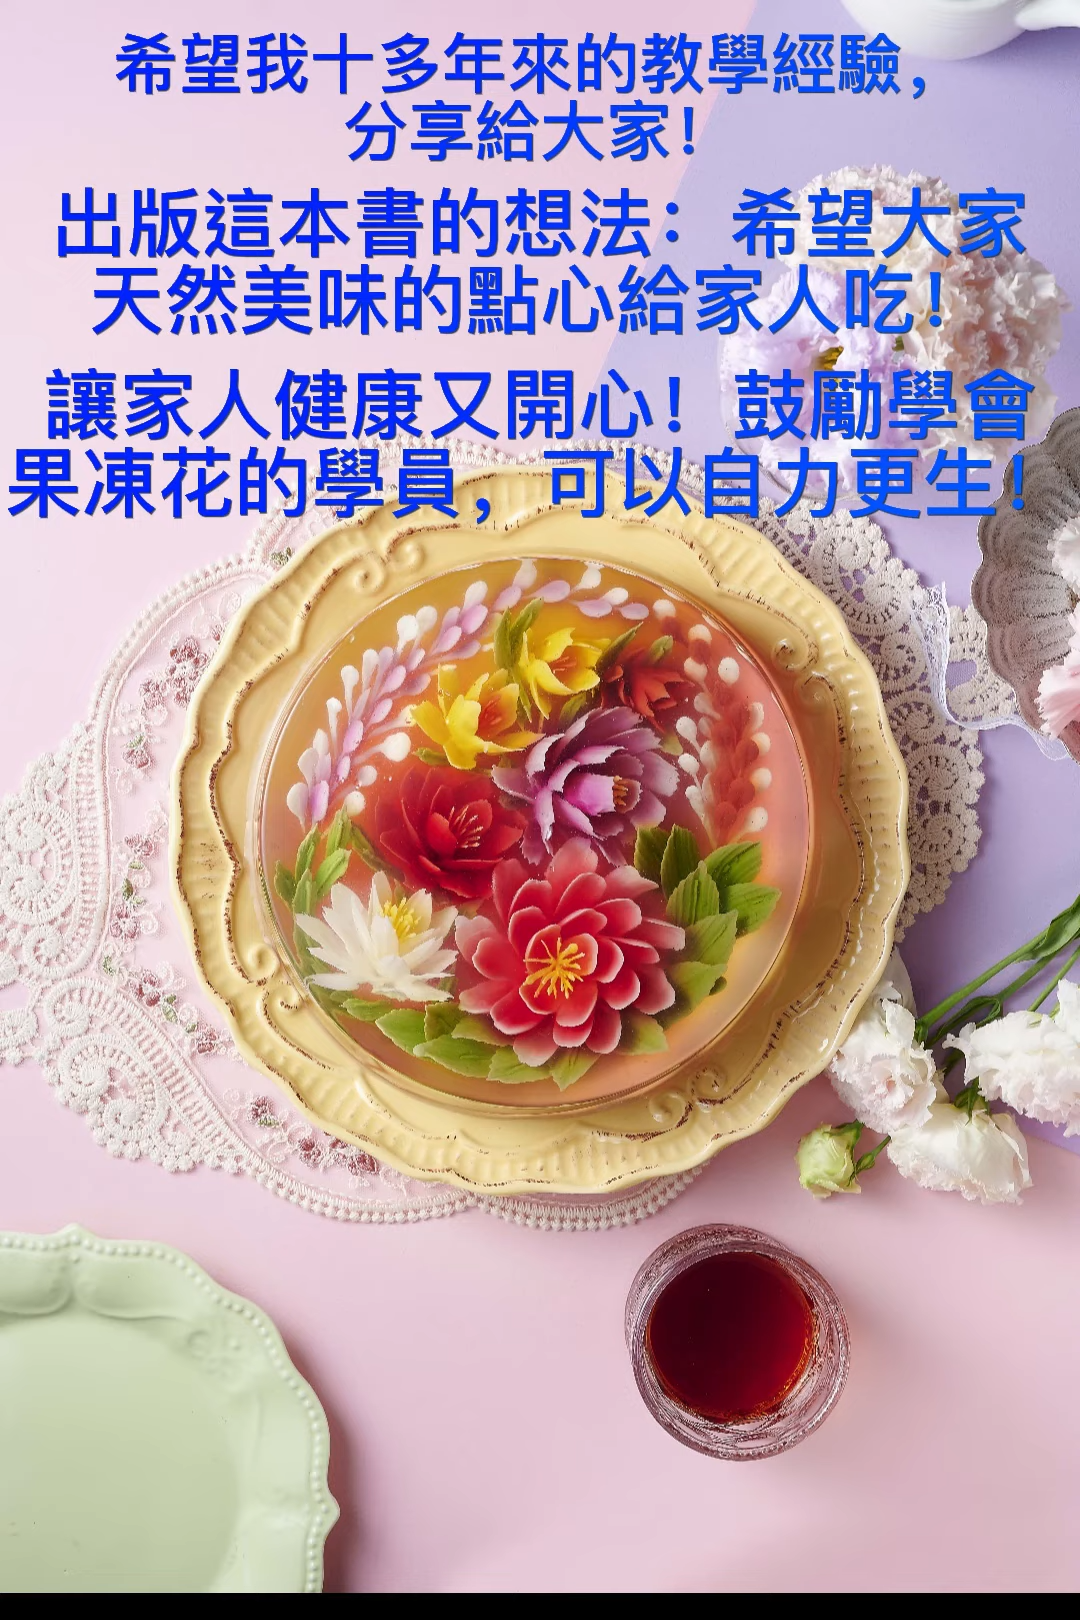 希望我十多年來的教學經驗，
分享給大家！
出版這本書的想法：希望大家
天然美味的點心給家人吃！
讓家人健康又開心！鼓勵學會
果凍花的學員，可以自力更生！